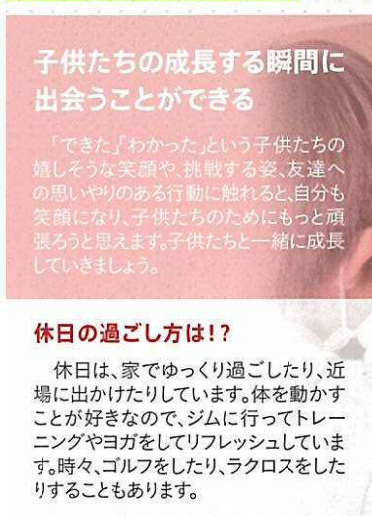 子供たちの成長する瞬間に
出会うことができる
「できた」「わかった」という子供たちの
嬉しそうな笑顔や、挑戦する姿、友達へ
の思いやりのある行動に触れると、自分も
笑顔になり、子供たちのためにもっと頑
張ろうと思えます。子供たちと一緒に成長
していきましょう。
休日の過ごし方は!?
休日は、家でゆっくり過ごしたり、近
場に出かけたりしています。体を動かす
ことが好きなので、ジムに行ってトレー
ニングやヨガをしてリフレッシュしていま
す。時々、ゴルフをしたり、ラクロスをした
りすることもあります。